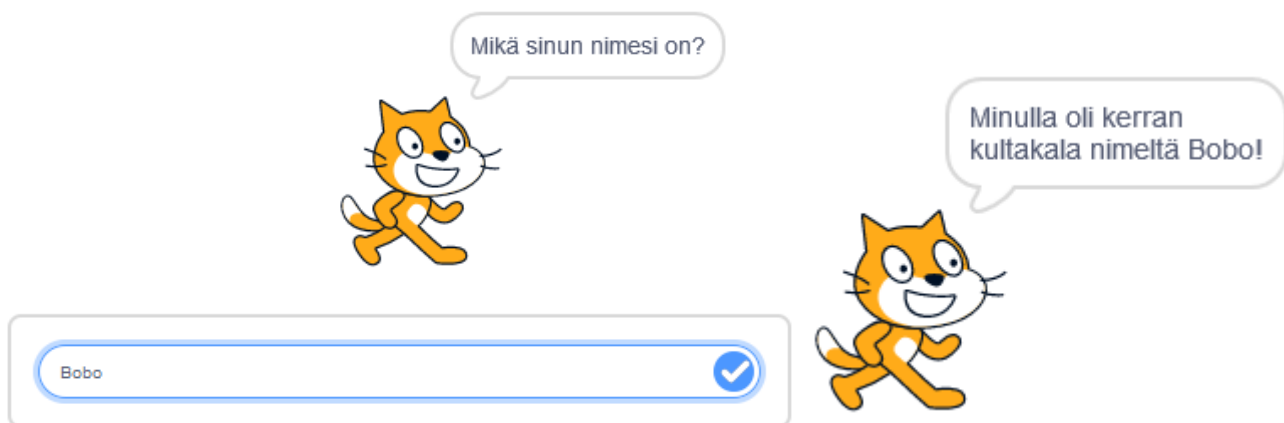 Mikä sinun nimesi on?
Bobo
Minulla oli kerran
kultakala nimeltä Bobo!